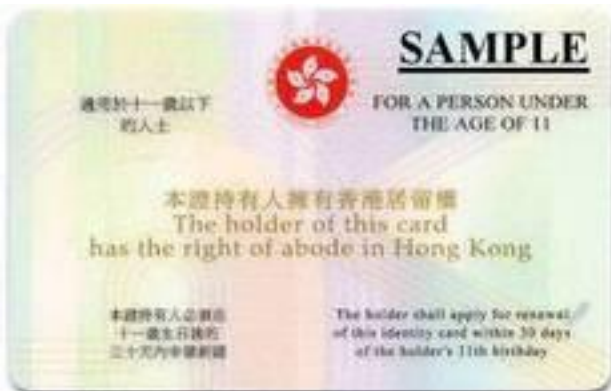 SAMPLE
適用於十一歲以下
的人士
FOR A PERSON UNDER
THE AGE OF 11
本證持有人擁有香港居留權
The holder of this card
has the right of abode in Hong Kong
本證持有人必須在
十一歲生日後的
三十天內申請新證
The holder shall apply for renewal
of this identity card within 30 days
of the holder's 11th birthday